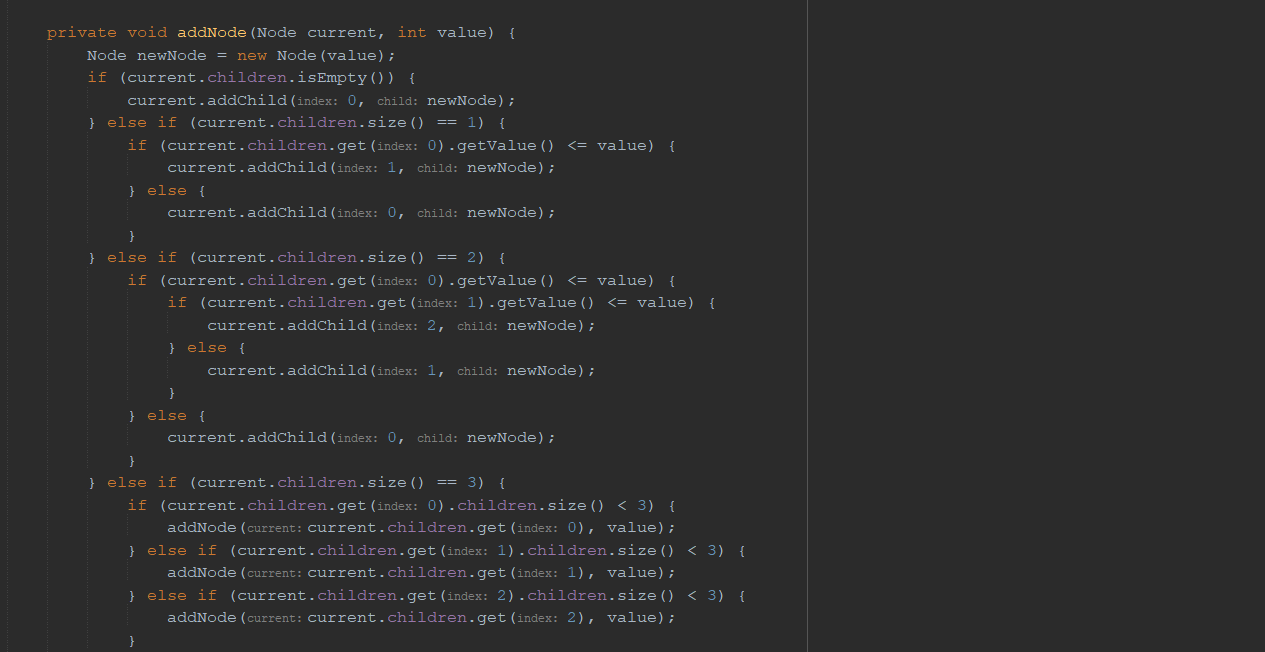 private void addNode(Node current, int value) {
Node newNode = new Node(value);
if (current.children.isEmpty()) {
current.addChild(index: 0, child: newNode);
} else if (current.children.size() == 1) {
if (current.children.get(index: 0).getValue() <= value) {
current.addChild(index: 1, child: newNode);
} else {
current.addChild(index: 0, child: newNode);
}
} else if (current.children.size() == 2) {
if (current.children.get(index: 0).getValue() <= value) {
if (current.children.get(index: 1).getValue() <= value) {
current.addChild(index: 2, child: newNode);
} else {
current.addChild(index: 1, child: newNode);
}
} else {
current.addChild(index: 0, child: newNode);
}
} else if (current.children.size() == 3) {
if (current.children.get(index: 0).children.size() < 3) {
addNode(current: current.children.get(index: 0), value);
} else if (current.children.get(index: 1).children.size() < 3) {
addNode(current: current.children.get(index: 1), value);
} else if (current.children.get(index: 2).children.size() < 3) {
addNode(current: current.children.get(index: 2), value);
}